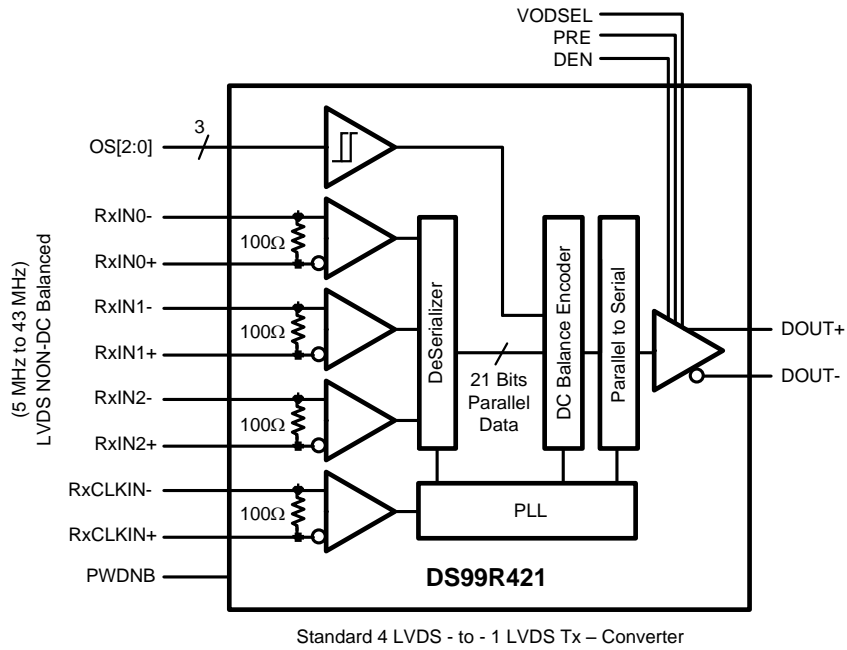 VODSEL
PRE
DEN
3
OS[2:0]
RxIN0-
100Ω
RxIN0+
RxIN1-
100Ω
RxIN1+
RxIN2-
100Ω
RxIN2+
RxCLKIN-
100Ω
RxCLKIN+
PWDNB
(5 MHz to 43 MHz)
LVDS NON-DC Balanced
DeSerializer
21 Bits
Parallel
Data
DC Balance Encoder
Parallel to Serial
PLL
DOUT+
DOUT-
DS99R421
Standard 4 LVDS - to - 1 LVDS Tx – Converter